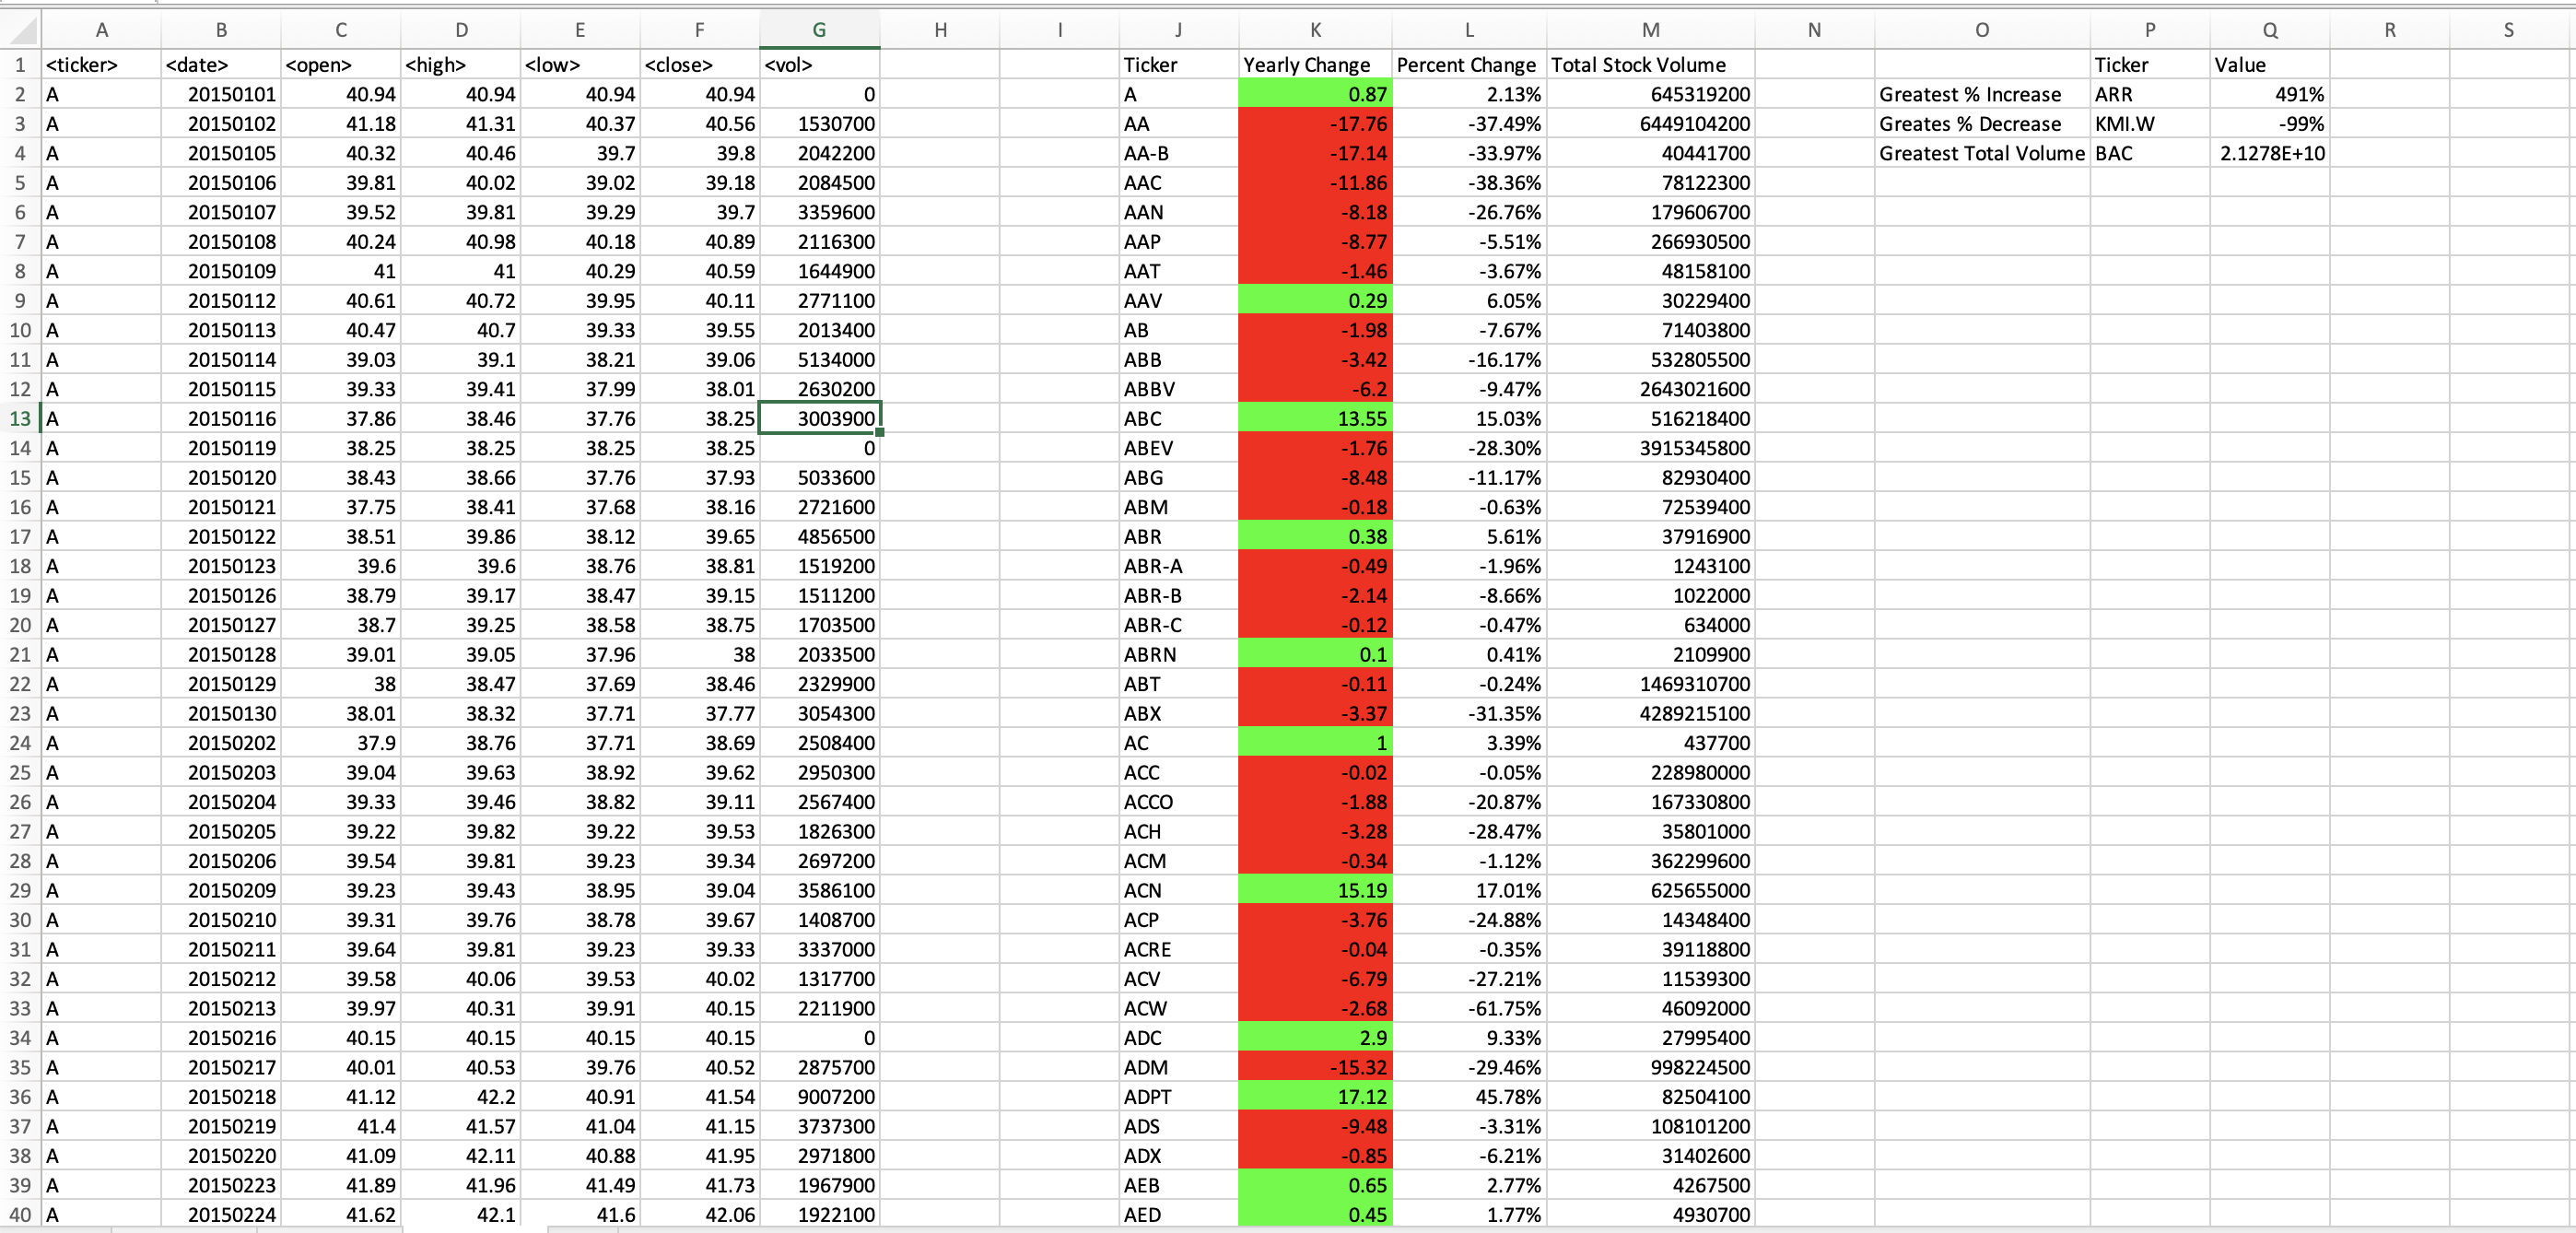 A B C D E F G H I J K L M N O P Q R S
1 <ticker> <date> <open> <high> <low> <close> <vol> Ticker Yearly Change Percent Change Total Stock Volume Ticker Value
2 A 20150101 40.94 40.94 40.94 40.94 0 A 0.87 2.13% 645319200 Greatest % Increase ARR 491%
3 A 20150102 41.18 41.31 40.37 40.56 1530700 AA -17.76 -37.49% 6449104200 Greates % Decrease KMI.W -99%
4 A 20150105 40.32 40.46 39.7 39.8 2042200 AA-B -17.14 -33.97% 40441700 Greatest Total Volume BAC 2.1278E+10
5 A 20150106 39.81 40.02 39.02 39.18 2084500 AAC -11.86 -38.36% 78122300
6 A 20150107 39.52 39.81 39.29 39.7 3359600 AAN -8.18 -26.76% 179606700
7 A 20150108 40.24 40.98 40.18 40.89 2116300 AAP -8.77 -5.51% 266930500
8 A 20150109 41 41 40.29 40.59 1644900 AAT -1.46 -3.67% 48158100
9 A 20150112 40.61 40.72 39.95 40.11 2771100 AAV 0.29 6.05% 30229400
10 A 20150113 40.47 40.7 39.33 39.55 2013400 AB -1.98 -7.67% 71403800
11 A 20150114 39.03 39.1 38.21 39.06 5134000 ABB -3.42 -16.17% 532805500
12 A 20150115 39.33 39.41 37.99 38.01 2630200 ABBV -6.2 -9.47% 2643021600
13 A 20150116 37.86 38.46 37.76 38.25 3003900 ABC 13.55 15.03% 516218400
14 A 20150119 38.25 38.25 38.25 38.25 0 ABEV -1.76 -28.30% 3915345800
15 A 20150120 38.43 38.66 37.76 37.93 5033600 ABG -8.48 -11.17% 82930400
16 A 20150121 37.75 38.41 37.68 38.16 2721600 ABM -0.18 -0.63% 72539400
17 A 20150122 38.51 39.86 38.12 39.65 4856500 ABR 0.38 5.61% 37916900
18 A 20150123 39.6 39.6 38.76 38.81 1519200 ABR-A -0.49 -1.96% 1243100
19 A 20150126 38.79 39.17 38.47 39.15 1511200 ABR-B -2.14 -8.66% 1022000
20 A 20150127 38.7 39.25 38.58 38.75 1703500 ABR-C -0.12 -0.47% 634000
21 A 20150128 39.01 39.05 37.96 38 2033500 ABRN 0.1 0.41% 2109900
22 A 20150129 38 38.47 37.69 38.46 2329900 ABT -0.11 -0.24% 1469310700
23 A 20150130 38.01 38.32 37.71 37.77 3054300 ABX -3.37 -31.35% 4289215100
24 A 20150202 37.9 38.76 37.71 38.69 2508400 AC 1 3.39% 437700
25 A 20150203 39.04 39.63 38.92 39.62 2950300 ACC -0.02 -0.05% 228980000
26 A 20150204 39.33 39.46 38.82 39.11 2567400 ACCO -1.88 -20.87% 167330800
27 A 20150205 39.22 39.82 39.22 39.53 1826300 ACH -3.28 -28.47% 35801000
28 A 20150206 39.54 39.81 39.23 39.34 2697200 ACM -0.34 -1.12% 362299600
29 A 20150209 39.23 39.43 38.95 39.04 3586100 ACN 15.19 17.01% 625655000
30 A 20150210 39.31 39.76 38.78 39.67 1408700 ACP -3.76 -24.88% 14348400
31 A 20150211 39.64 39.81 39.23 39.33 3337000 ACRE -0.04 -0.35% 39118800
32 A 20150212 39.58 40.06 39.53 40.02 1317700 ACV -6.79 -27.21% 11539300
33 A 20150213 39.97 40.31 39.91 40.15 2211900 ACW -2.68 -61.75% 46092000
34 A 20150216 40.15 40.15 40.15 40.15 0 ADC 2.9 9.33% 27995400
35 A 20150217 40.01 40.53 39.76 40.52 2875700 ADM -15.32 -29.46% 998224500
36 A 20150218 41.12 42.2 40.91 41.54 9007200 ADPT 17.12 45.78% 82504100
37 A 20150219 41.4 41.57 41.04 41.15 3737300 ADS -9.48 -3.31% 108101200
38 A 20150220 41.09 42.11 40.88 41.95 2971800 ADX -0.85 -6.21% 31402600
39 A 20150223 41.89 41.96 41.49 41.73 1967900 AEB 0.65 2.77% 4267500
40 A 20150224 41.62 42.1 41.6 42.06 1922100 AED 0.45 1.77% 4930700